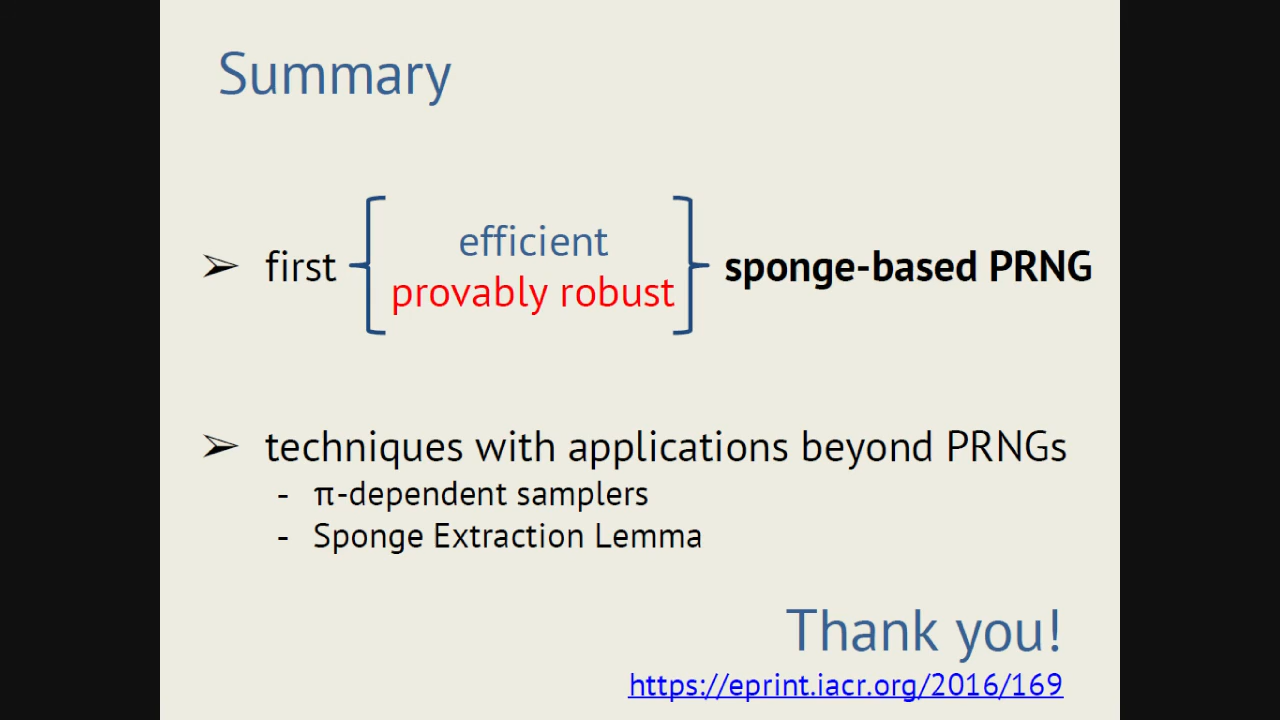 Summary
efficient
➢ first provably robust sponge-based PRNG
➢ techniques with applications beyond PRNGs
- π-dependent samplers
- Sponge Extraction Lemma
Thank you!
https://eprint.iacr.org/2016/169